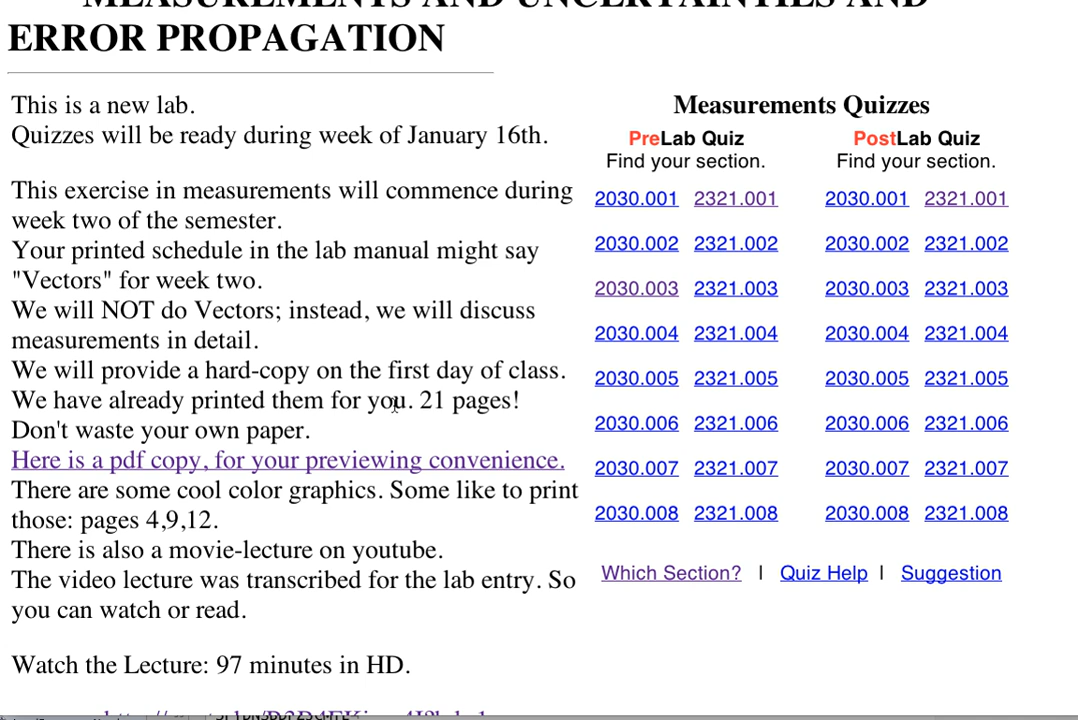 MEASUREMENTS AND UNCERTAINTIES AND
ERROR PROPAGATION
This is a new lab.
Quizzes will be ready during week of January 16th.
This exercise in measurements will commence during
week two of the semester.
Your printed schedule in the lab manual might say
"Vectors" for week two.
We will NOT do Vectors; instead, we will discuss
measurements in detail.
We will provide a hard-copy on the first day of class.
We have already printed them for you. 21 pages!
Don't waste your own paper.
Here is a pdf copy, for your previewing convenience.
There are some cool color graphics. Some like to print
those: pages 4,9,12.
There is also a movie-lecture on youtube.
The video lecture was transcribed for the lab entry. So
you can watch or read.
Watch the Lecture: 97 minutes in HD.
Measurements Quizzes
PreLab Quiz PostLab Quiz
Find your section. Find your section.
2030.001 2321.001 2030.001 2321.001
2030.002 2321.002 2030.002 2321.002
2030.003 2321.003 2030.003 2321.003
2030.004 2321.004 2030.004 2321.004
2030.005 2321.005 2030.005 2321.005
2030.006 2321.006 2030.006 2321.006
2030.007 2321.007 2030.007 2321.007
2030.008 2321.008 2030.008 2321.008
Which Section? | Quiz Help | Suggestion